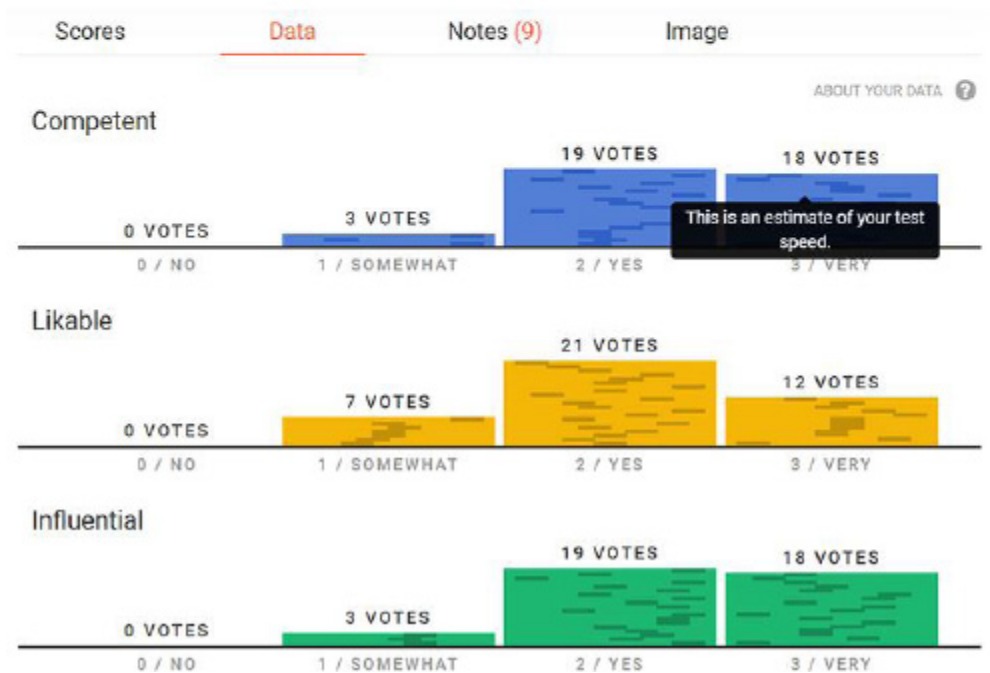 Scores Data Notes (9) Image
ABOUT YOUR DATA ?
Competent
0 VOTES 3 VOTES 19 VOTES 18 VOTES
This is an estimate of your test
speed.
0 / NO 1 / SOMEWHAT 2 / YES 3 / VERY
Likable
0 VOTES 7 VOTES 21 VOTES 12 VOTES
0 / NO 1 / SOMEWHAT 2 / YES 3 / VERY
Influential
0 VOTES 3 VOTES 19 VOTES 18 VOTES
0 / NO 1 / SOMEWHAT 2 / YES 3 / VERY